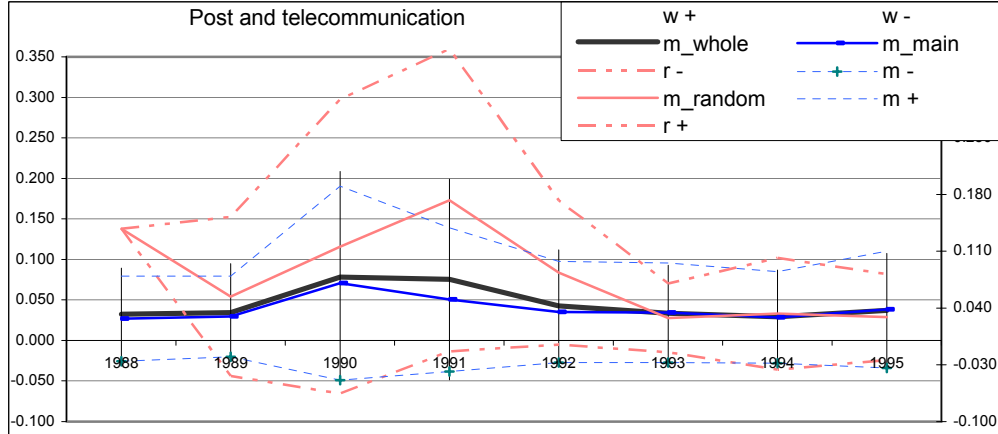 Post and telecommunication
w +
w -
m_whole
m_main
r -
m -
m_random
m +
r +
0.350
0.300
0.250
0.200
0.150
0.100
0.050
0.000
-0.050
-0.100
0.180
0.110
0.040
-0.030
-0.100
1988
1989
1990
1991
1992
1993
1994
1995